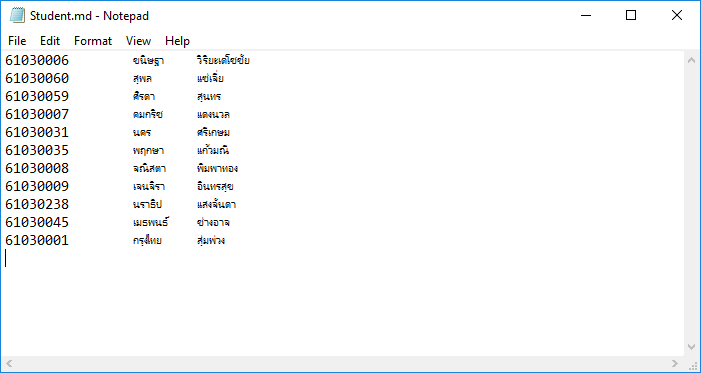 Student.md - Notepad
File Edit Format View Help
61030006 ขนิษฐา วิริยะเดโชชัย
61030060 สุพล แซ่เจี่ย
61030059 ศิรดา สุนทร
61030007 คมกริช แดงนวล
61030031 นคร ศรีเกษม
61030035 พฤกษา แก้วมณี
61030008 จณิสตา พิมพาทอง
61030009 เจนจิรา อินทรสุข
61030238 นราธิป แสงจันดา
61030045 เมธพนธ์ ช่างอาจ
61030001 กรุงไทย สุ่มพ่วง